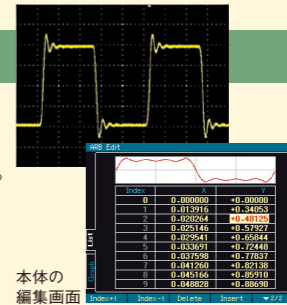 ARB Edit
Index X Y
0 0.000000 +0.00000
1 0.013916 +0.34053
2 0.020264 +0.48125
3 0.025146 +0.57927
4 0.029541 +0.65844
5 0.033691 +0.72448
6 0.037598 +0.77837
7 0.041260 +0.82138
8 0.045166 +0.85910
9 0.048828 +0.88690
List
Graph
Index+1 Index-1 Delete Insert ▼2/2
本体の
編集画面